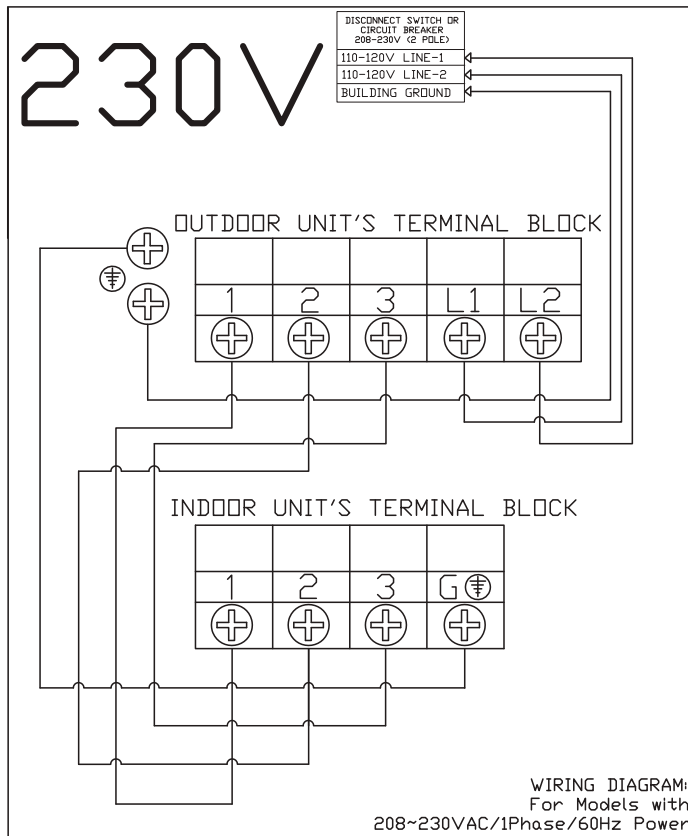 230V
DISCONNECT SWITCH OR
CIRCUIT BREAKER
208-230V (2 POLE)
110-120V LINE-1
110-120V LINE-2
BUILDING GROUND
OUTDOOR UNIT'S TERMINAL BLOCK
1 2 3 L1 L2
INDOOR UNIT'S TERMINAL BLOCK
1 2 3 G
WIRING DIAGRAM:
For Models with
208~230VAC/1Phase/60Hz Power